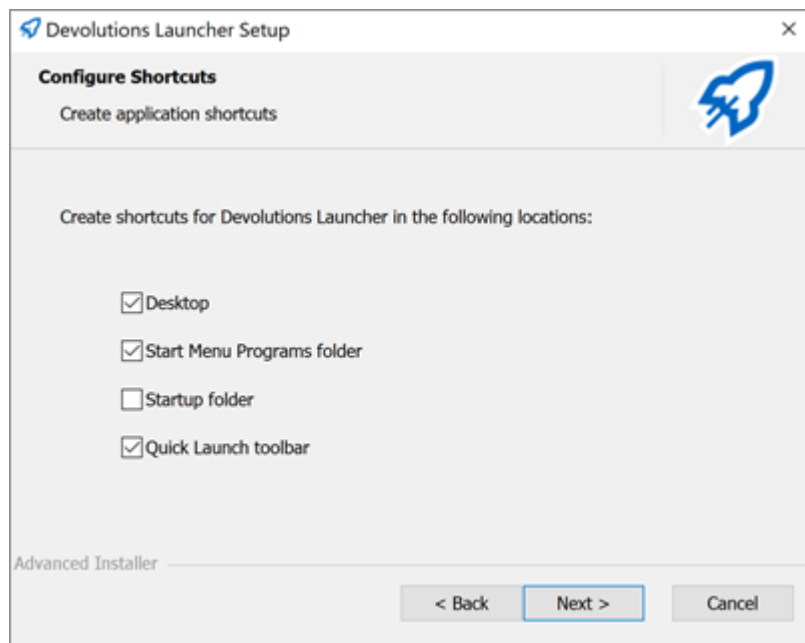 Devolutions Launcher Setup
Configure Shortcuts
Create application shortcuts
Create shortcuts for Devolutions Launcher in the following locations:
Desktop
Start Menu Programs folder
Startup folder
Quick Launch toolbar
Advanced Installer
< Back
Next >
Cancel